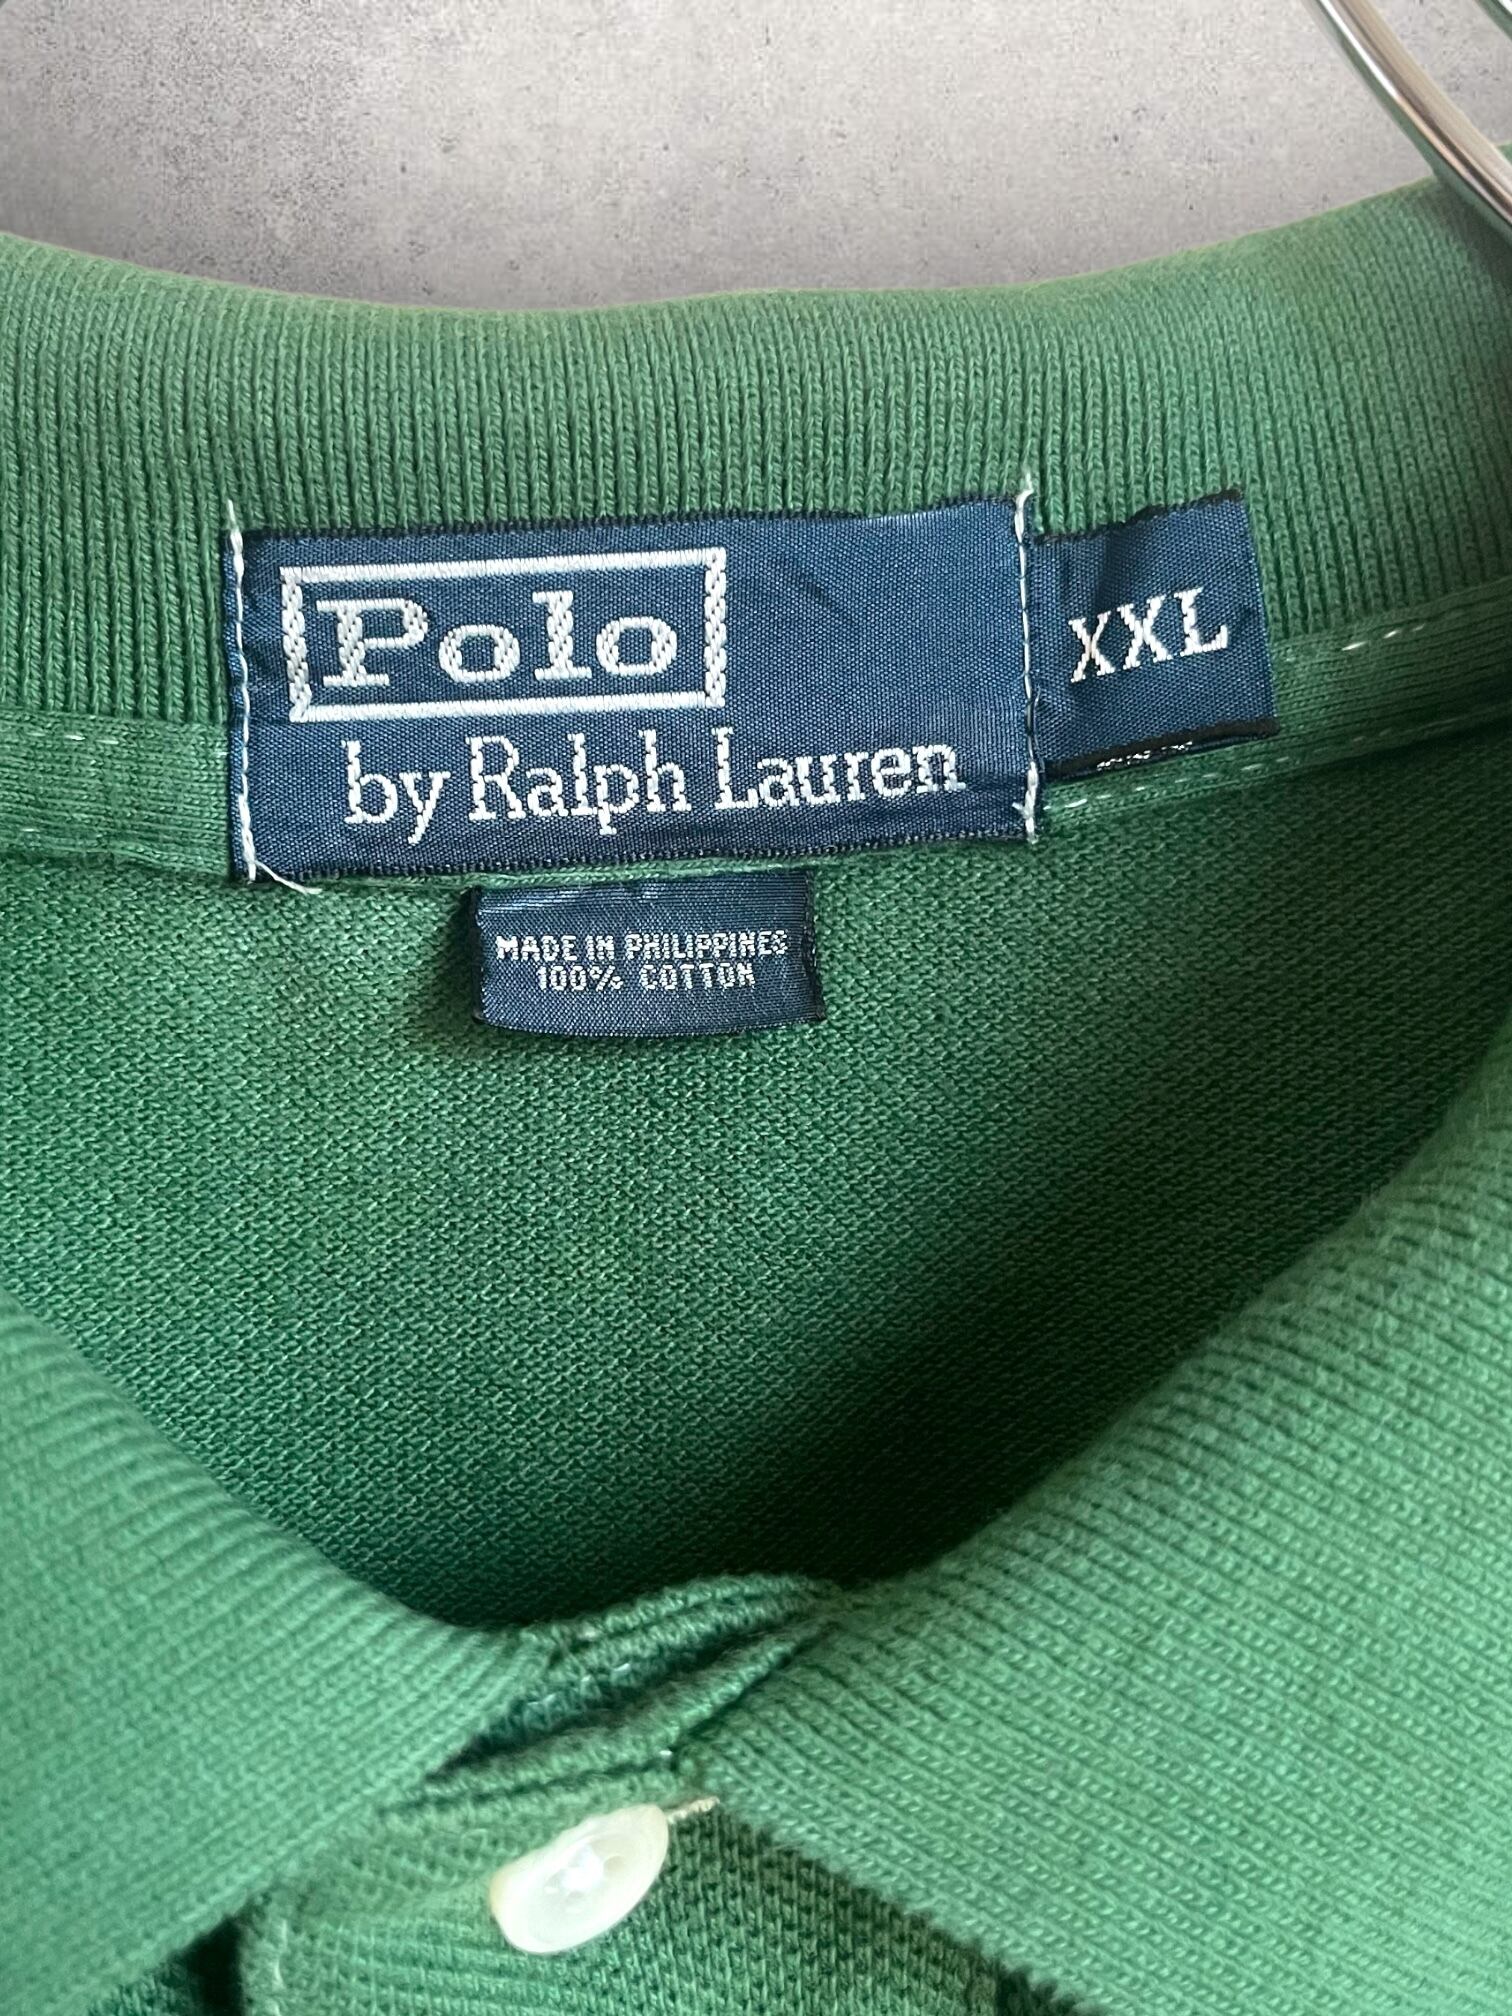 Polo
by Ralph Lauren
XXL
MADE IN PHILIPPINES
100% COTTON